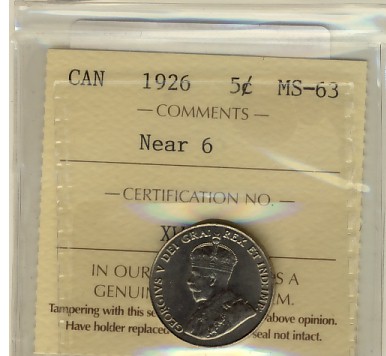 CAN 1926 5¢ MS-63
— COMMENTS —
Near 6
— CERTIFICATION NO. —
IN OUR S A
GENUIN M.
GEORGIVS V DEI GRA: REX ET IND: IMP:
Tampering with this se above opinion.
Have holder replaced seal not intact.